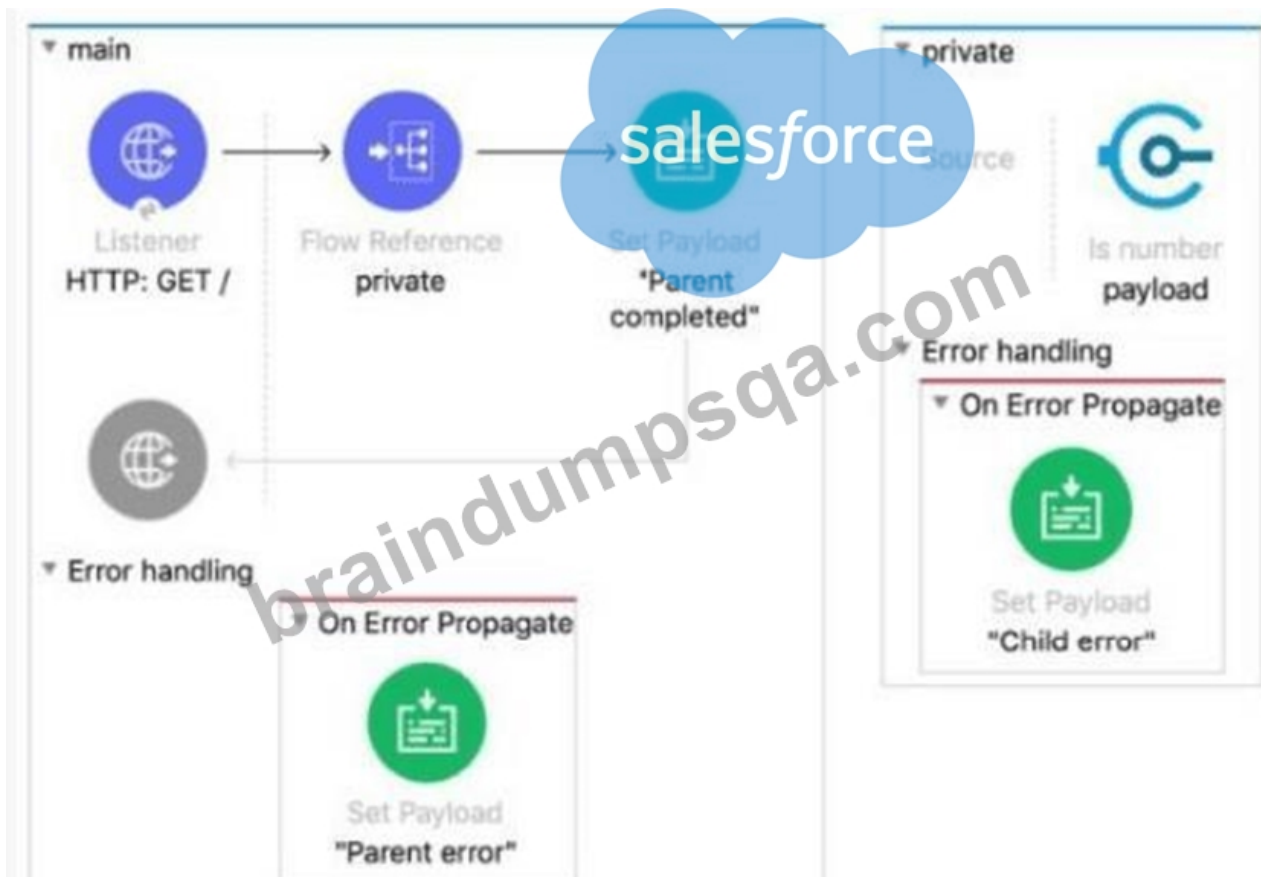 main
Listener
HTTP: GET /
Flow Reference
private
Set Payload
"Parent
completed"
Error handling
On Error Propagate
Set Payload
"Parent error"
private
Source
Is number
payload
Error handling
On Error Propagate
Set Payload
"Child error"
salesforce
braindumpsqa.com